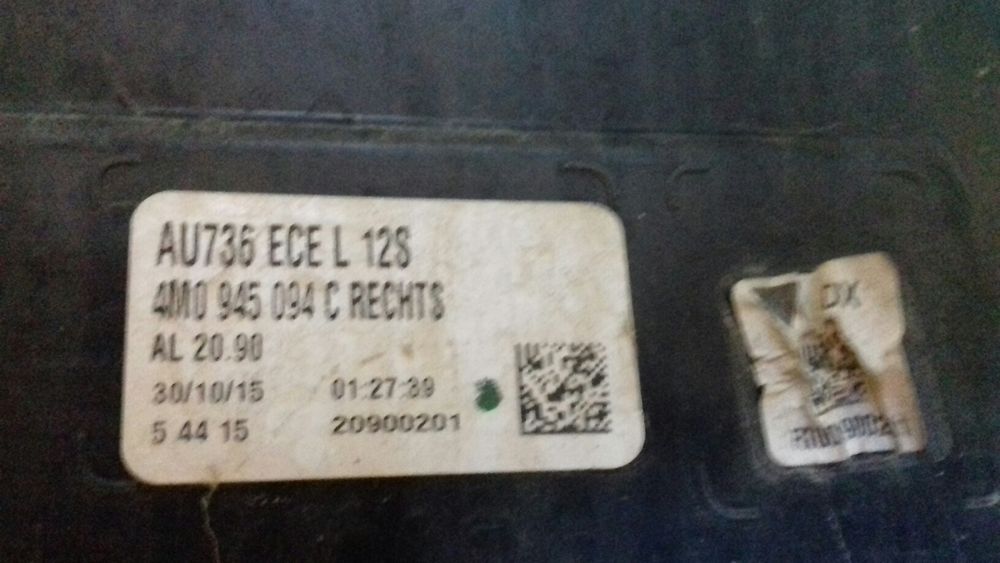 AU736 ECE L 12S
4M0 945 094 C RECHTS
AL 20.90
30/10/15 01:27:39
5 44 15 20900201
DX